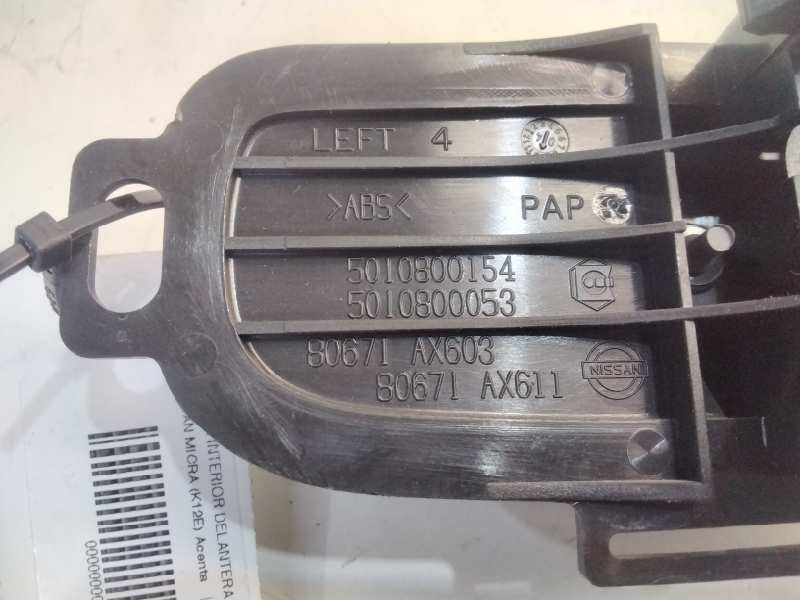 LEFT 4
>ABS< PAP
5010800154
5010800053
80671 AX603
80671 AX611
NISSAN
INTERIOR DELANTERA
AN MICRA (K12E) Acenta